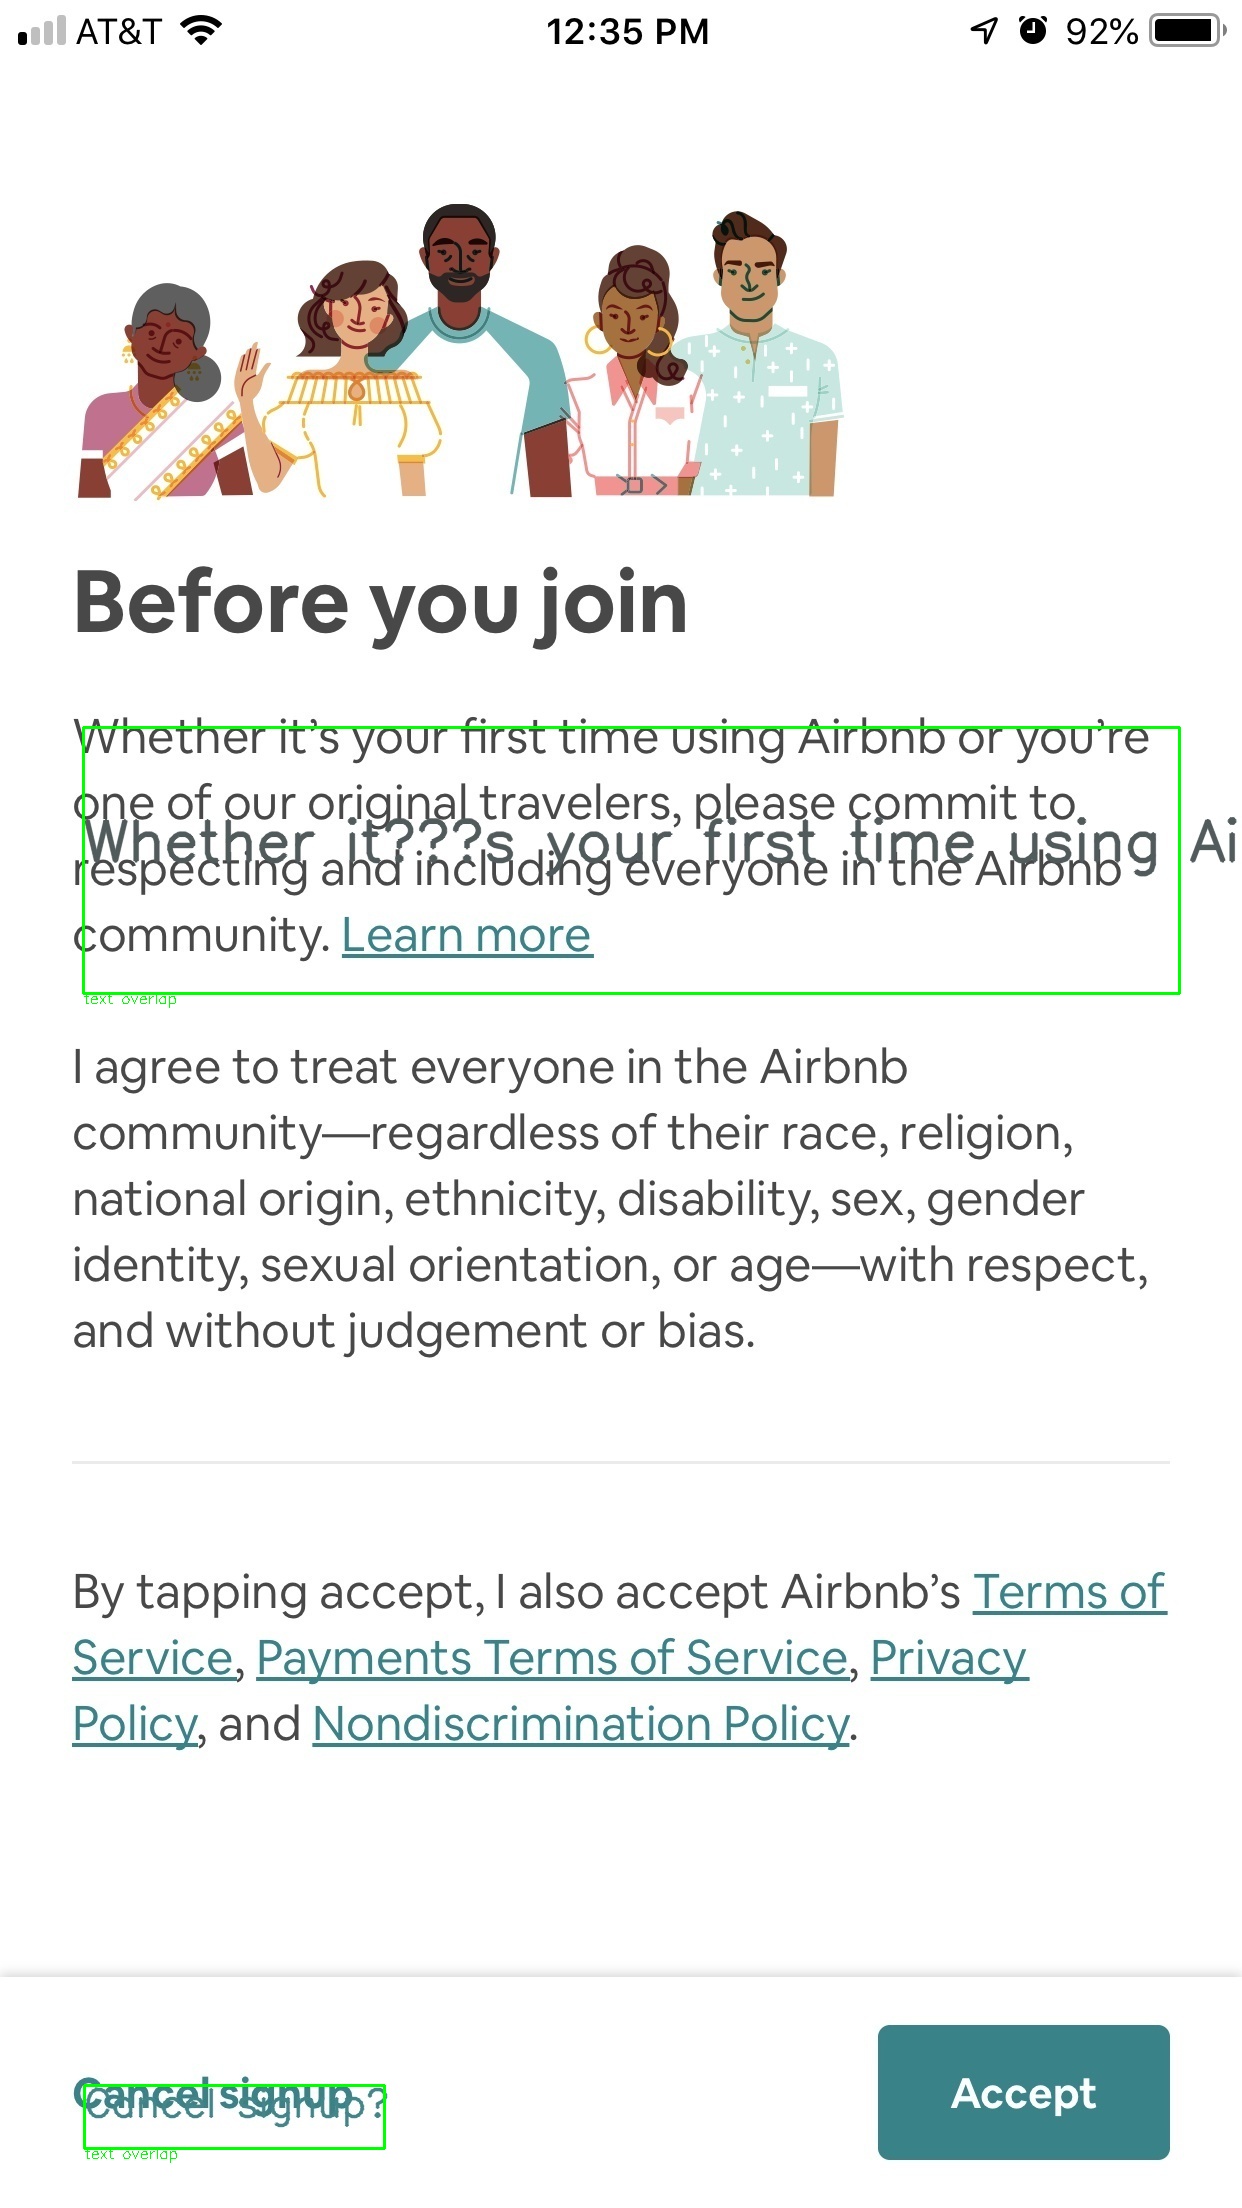 AT&T 12:35 PM 92%
Before you join
Whether it’s your first time using Airbnb or you’re
one of our original travelers, please commit to
Whether it???s your first time using Ai
respecting and including everyone in the Airbnb
community. Learn more
text overlap
I agree to treat everyone in the Airbnb
community—regardless of their race, religion,
national origin, ethnicity, disability, sex, gender
identity, sexual orientation, or age—with respect,
and without judgement or bias.
By tapping accept, I also accept Airbnb’s Terms of
Service, Payments Terms of Service, Privacy
Policy, and Nondiscrimination Policy.
Cancel signup
Cancel signup?
Accept
text overlap